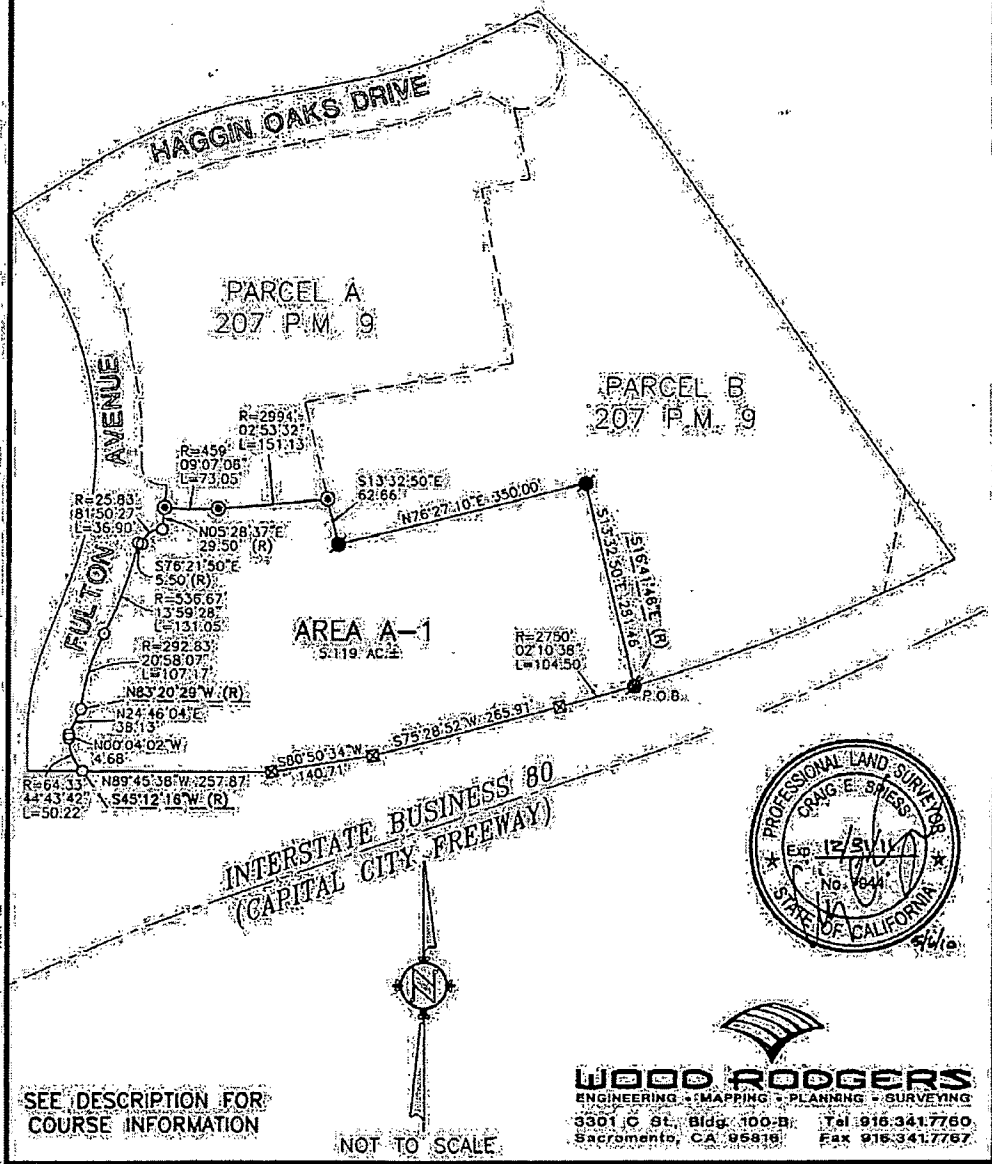 HAGGIN OAKS DRIVE
PARCEL A
207 P.M. 9
FULTON AVENUE
PARCEL B
207 P.M. 9
R=2994
02°53'32"
L=151.13
R=459
09°07'08"
L=73.05
S13°32'50"E
62.66
N76°27'10"E 350.00
R=25.83
81°50'27"
L=36.90
N05°28'37"E
29.50 (R)
S76°21'50"E
5.50 (R)
R=536.67
13°59'28"
L=131.05
R=292.83
20°58'07"
L=107.17
N83°20'29"W (R)
N24°46'04"E
38.13
N00°04'02"W
4.68
R=64.33
44°43'42"
L=50.22
N89°45'38"W 257.87
S45°12'16"W (R)
AREA A-1
5.119 AC.±
S13°32'50"E 281.46
S16°41'46"E (R)
R=2750
02°10'38"
L=104.50
P.O.B.
S75°28'52"W 265.91
S80°50'34"W
140.71
INTERSTATE BUSINESS 80
(CAPITAL CITY FREEWAY)
PROFESSIONAL LAND SURVEYOR
CRAIG E. SPIESS
Exp. 12/31/11
No. 7944
STATE OF CALIFORNIA
5/6/10
N
SEE DESCRIPTION FOR
COURSE INFORMATION
NOT TO SCALE
WOOD RODGERS
ENGINEERING • MAPPING • PLANNING • SURVEYING
3301 C St., Bldg. 100-B Tel 916.341.7760
Sacramento, CA 95816 Fax 916.341.7767